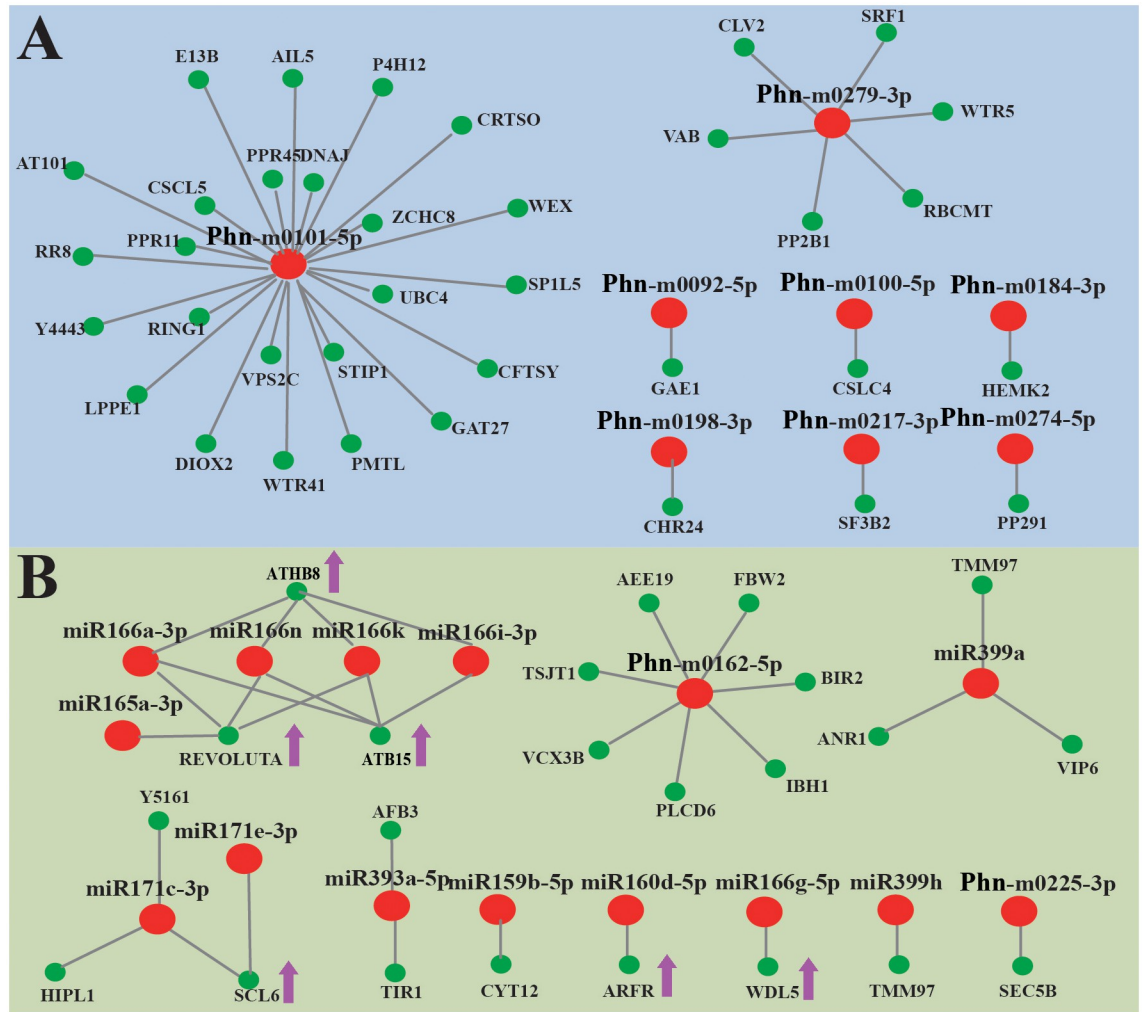 A
E13B
AIL5
P4H12
CRTSO
AT101
PPR45
DNAJ
CSCL5
ZCHC8
WEX
PPR11
Phn-m0101-5p
RR8
SP1L5
UBC4
Y4443
RING1
VPS2C
STIP1
CFTSY
LPPE1
GAT27
DIOX2
WTR41
PMTL
CLV2
SRF1
Phn-m0279-3p
WTR5
VAB
RBCMT
PP2B1
Phn-m0092-5p
Phn-m0100-5p
Phn-m0184-3p
GAE1
CSLC4
HEMK2
Phn-m0198-3p
Phn-m0217-3p
Phn-m0274-5p
CHR24
SF3B2
PP291
B
ATHB8
miR166a-3p
miR166n
miR166k
miR166i-3p
miR165a-3p
REVOLUTA
ATB15
AEE19
FBW2
TSJT1
Phn-m0162-5p
BIR2
VCX3B
IBH1
PLCD6
TMM97
miR399a
ANR1
VIP6
Y5161
miR171e-3p
miR171c-3p
HIPL1
SCL6
AFB3
miR393a-5p
TIR1
miR159b-5p
CYT12
miR160d-5p
ARFR
miR166g-5p
WDL5
miR399h
TMM97
Phn-m0225-3p
SEC5B